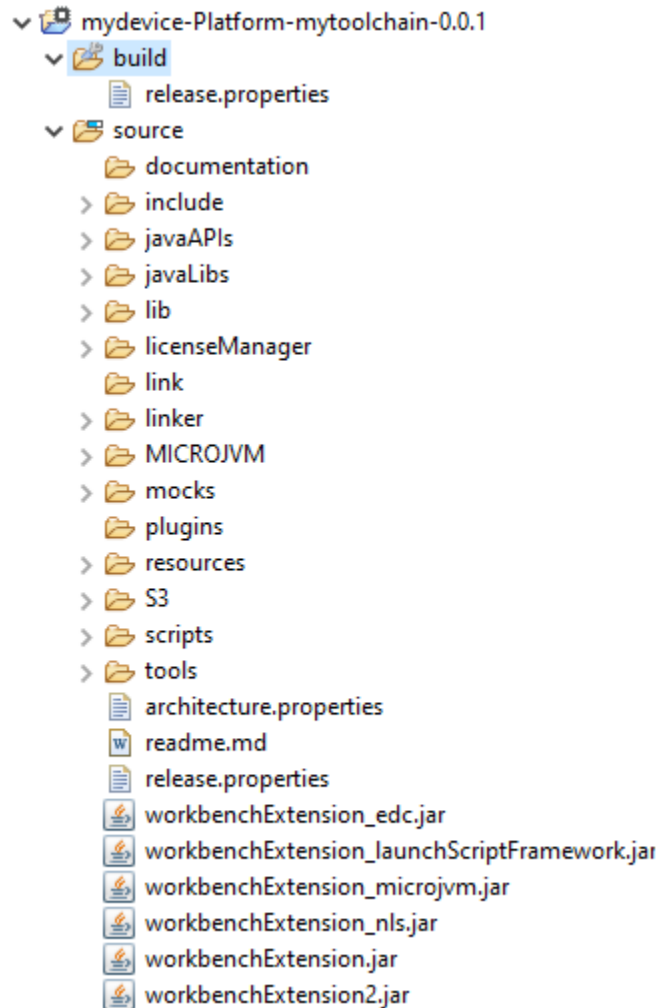 mydevice-Platform-mytoolchain-0.0.1
build
release.properties
source
documentation
include
javaAPIs
javaLibs
lib
licenseManager
link
linker
MICROJVM
mocks
plugins
resources
S3
scripts
tools
architecture.properties
readme.md
release.properties
workbenchExtension_edc.jar
workbenchExtension_launchScriptFramework.jar
workbenchExtension_microjvm.jar
workbenchExtension_nls.jar
workbenchExtension.jar
workbenchExtension2.jar